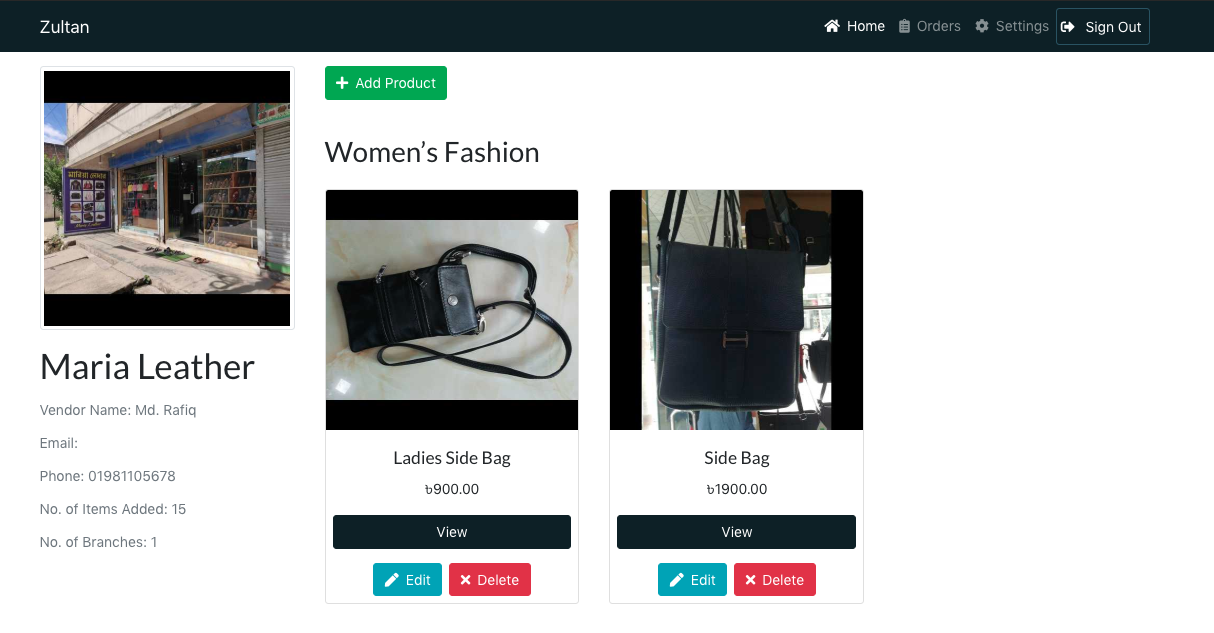 Zultan
Home
Orders
Settings
Sign Out
Add Product
Women’s Fashion
মারিয়া লেদার
Maria Leather
Vendor Name: Md. Rafiq
Email:
Phone: 01981105678
No. of Items Added: 15
No. of Branches: 1
Ladies Side Bag
৳900.00
View
Edit
Delete
Side Bag
৳1900.00
View
Edit
Delete